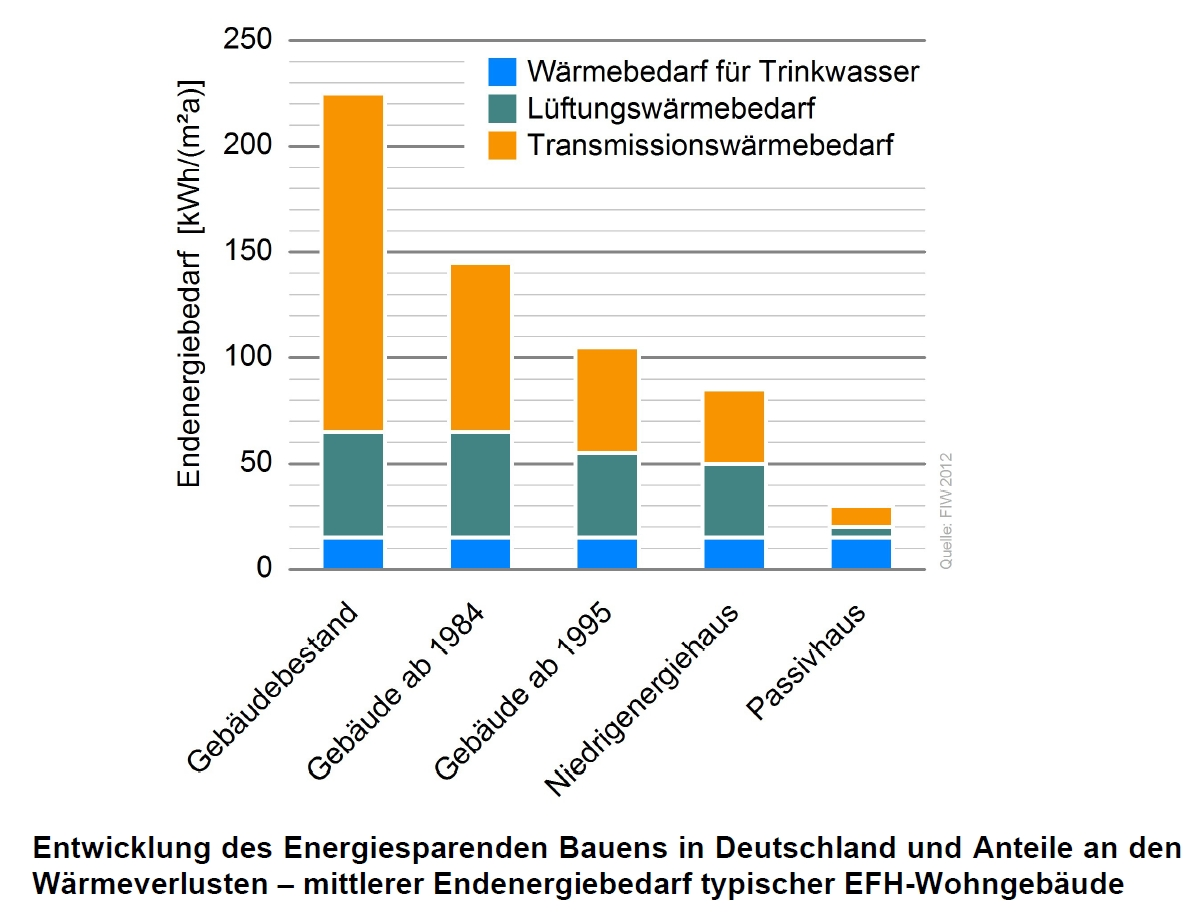 250
200
150
100
50
0
Endenergiebedarf [kWh/(m²a)]
Wärmebedarf für Trinkwasser
Lüftungswärmebedarf
Transmissionswärmebedarf
Quelle: FIW 2012
Gebäudebestand
Gebäude ab 1984
Gebäude ab 1995
Niedrigenergiehaus
Passivhaus
Entwicklung des Energiesparenden Bauens in Deutschland und Anteile an den
Wärmeverlusten – mittlerer Endenergiebedarf typischer EFH-Wohngebäude